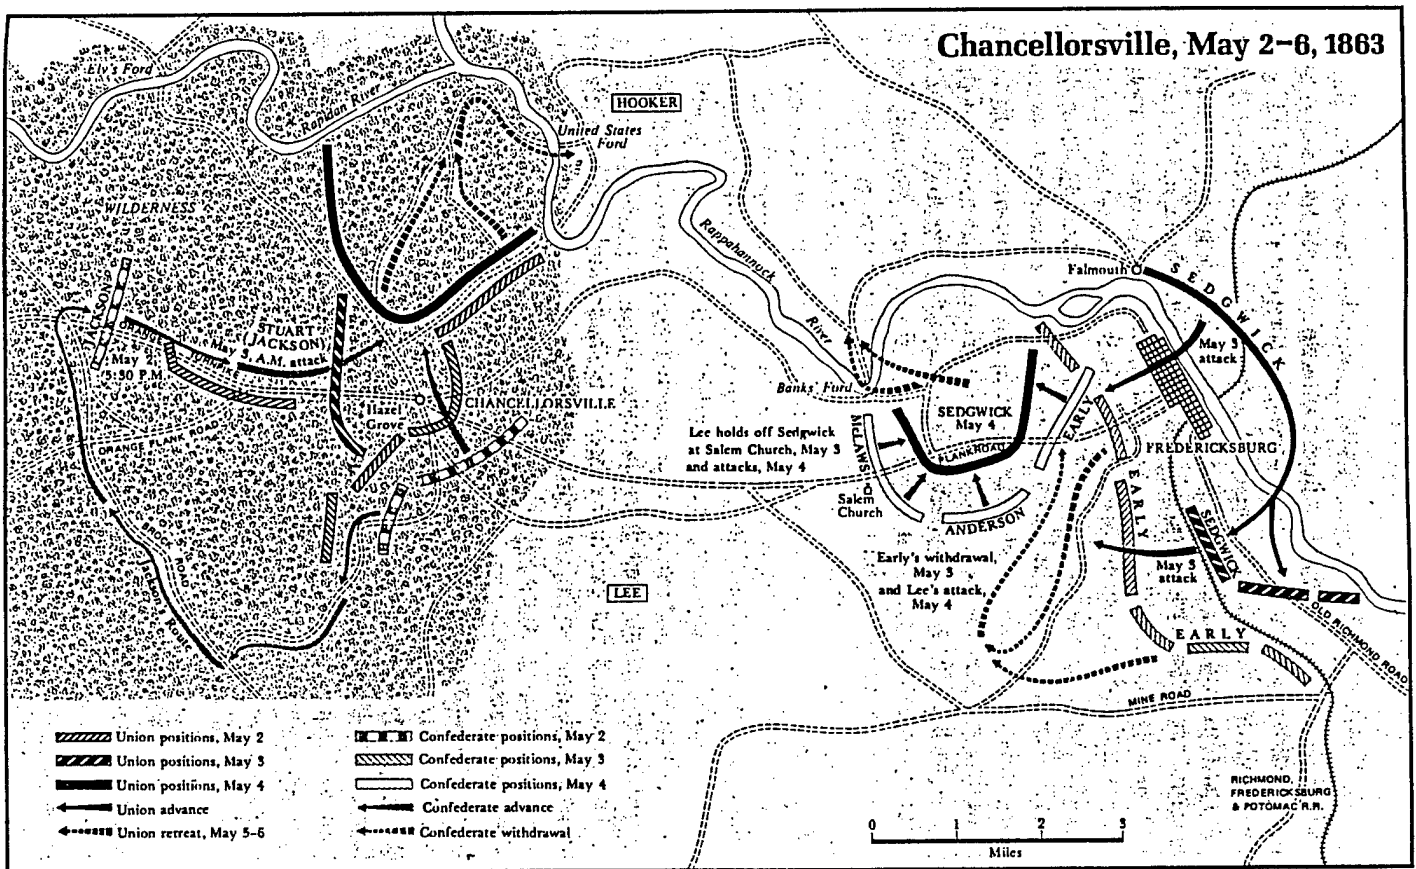 Chancellorsville, May 2–6, 1863
Ely's Ford
Rapidan River
HOOKER
United States
Ford
WILDERNESS
Rappahannock
River
Falmouth
SEDGWICK
JACKSON
May 2,
5:30 P.M.
STUART
(JACKSON)
May 3, A.M. attack
May 3
attack
Banks' Ford
Hazel
Grove
CHANCELLORSVILLE
ORANGE PLANK ROAD
Lee holds off Sedgwick
at Salem Church, May 3
and attacks, May 4
McLAWS
SEDGWICK
May 4
PLANK ROAD
EARLY
FREDERICKSBURG
Salem
Church
ANDERSON
EARLY
SEDGWICK
May 3
attack
BROCK ROAD
Early's withdrawal,
May 3
and Lee's attack,
May 4
LEE
EARLY
OLD RICHMOND ROAD
MINE ROAD
Union positions, May 2
Union positions, May 3
Union positions, May 4
Union advance
Union retreat, May 5-6
Confederate positions, May 2
Confederate positions, May 3
Confederate positions, May 4
Confederate advance
Confederate withdrawal
RICHMOND,
FREDERICKSBURG
& POTOMAC R.R.
0 1 2 3
Miles